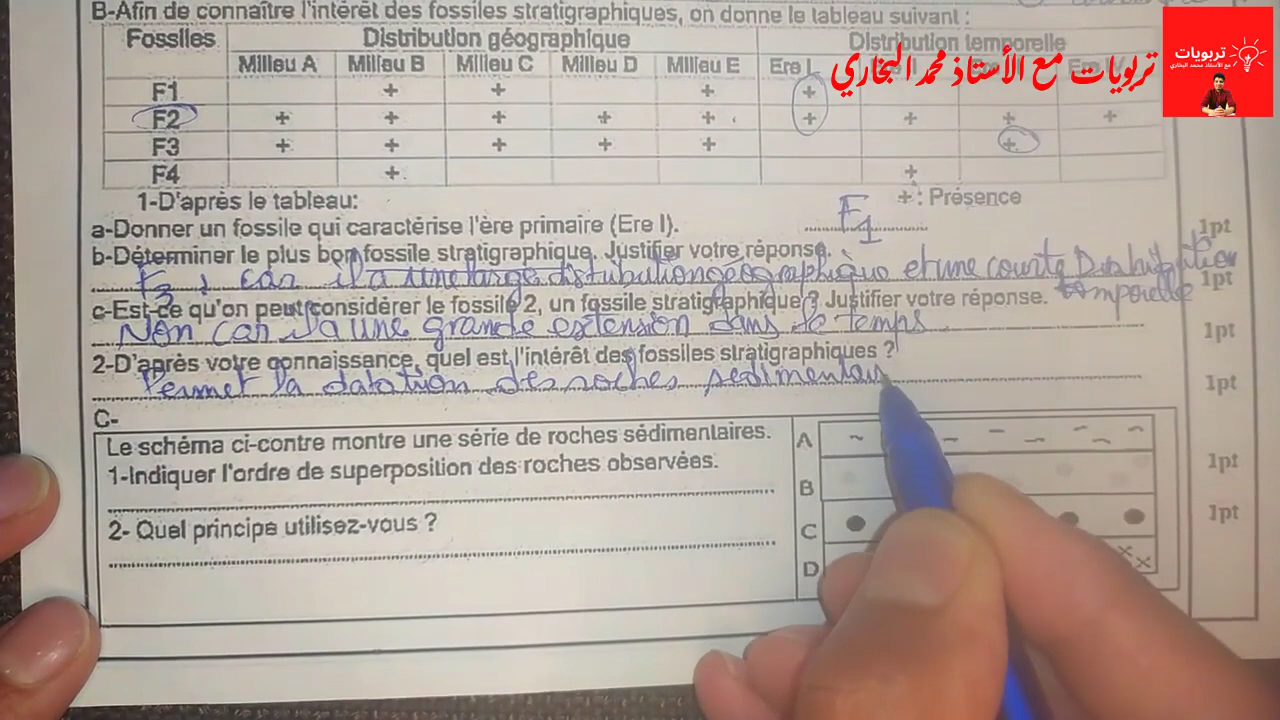 B-Afin de connaître l'intérêt des fossiles stratigraphiques, on donne le tableau suivant :
Fossiles Distribution géographique Distribution temporelle
Milieu A Milieu B Milieu C Milieu D Milieu E Ere I
F1 + + + +
F2 + + + + + + + + +
F3 + + + + + +
F4 + +
1-D'après le tableau: + : Présence
a-Donner un fossile qui caractérise l'ère primaire (Ere I). F1 1pt
b-Déterminer le plus bon fossile stratigraphique. Justifier votre réponse.
F3 , car il a une large distribution géographique et une courte Distribution temporelle 1pt
c-Est-ce qu'on peut considérer le fossile 2, un fossile stratigraphique ? Justifier votre réponse.
Non car il a une grande extension dans le temps 1pt
2-D'après votre connaissance, quel est l'intérêt des fossiles stratigraphiques ?
Permet la datation des roches sedimentair 1pt
C-
Le schéma ci-contre montre une série de roches sédimentaires. A
1-Indiquer l'ordre de superposition des roches observées. 1pt
B
2- Quel principe utilisez-vous ? 1pt
C
D
تربويات مع الأستاذ محمد البخاري
تربويات
مع الأستاذ محمد البخاري